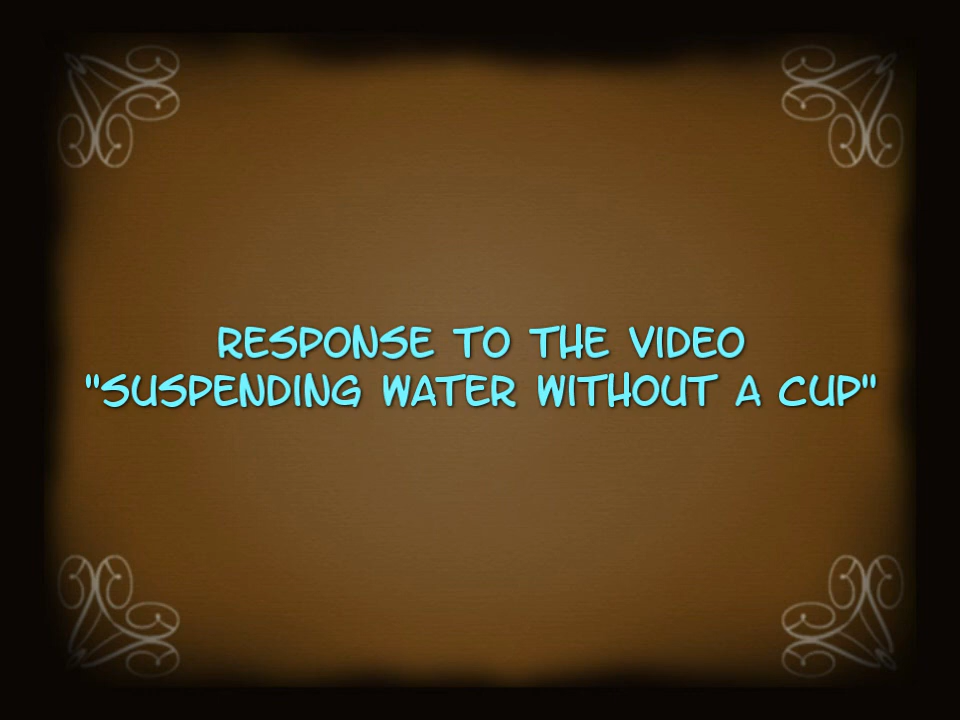 RESPONSE TO THE VIDEO
"SUSPENDING WATER WITHOUT A CUP"